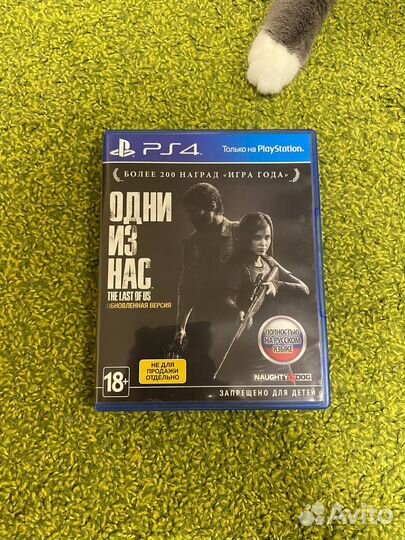 PS4
Только на PlayStation.
БОЛЕЕ 200 НАГРАД «ИГРА ГОДА»
ОДНИ
ИЗ
НАС
THE LAST OF US
ОБНОВЛЕННАЯ ВЕРСИЯ
ПОЛНОСТЬЮ
НА РУССКОМ
ЯЗЫКЕ
НЕ ДЛЯ
ПРОДАЖИ
ОТДЕЛЬНО
18+
NAUGHTY DOG
ЗАПРЕЩЕНО ДЛЯ ДЕТЕЙ
Avito